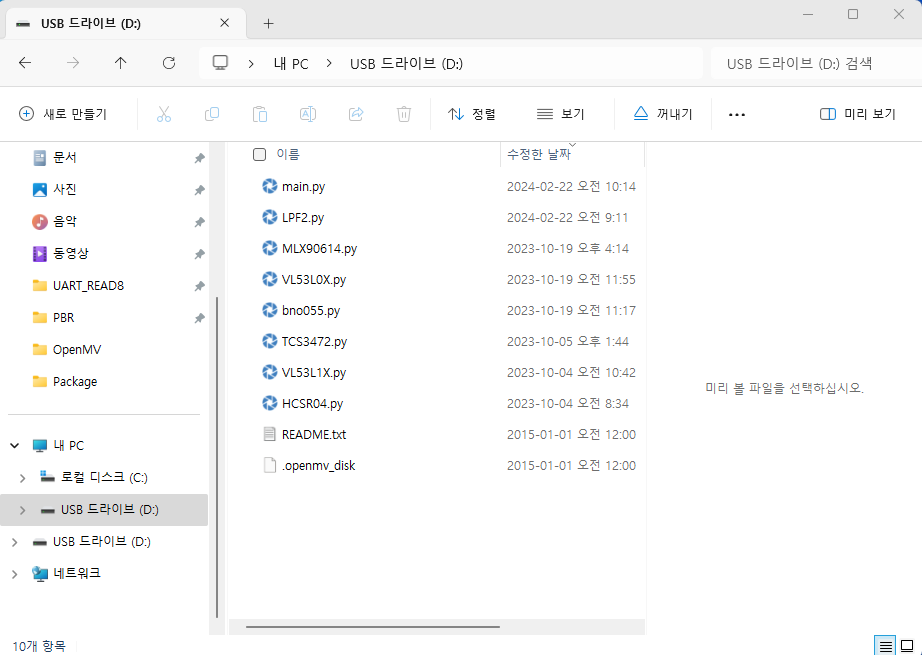 USB 드라이브 (D:)
내 PC > USB 드라이브 (D:)
USB 드라이브 (D:) 검색
새로 만들기
정렬
보기
꺼내기
미리 보기
문서
사진
음악
동영상
UART_READ8
PBR
OpenMV
Package
내 PC
로컬 디스크 (C:)
USB 드라이브 (D:)
USB 드라이브 (D:)
네트워크
이름 수정한 날짜
main.py 2024-02-22 오전 10:14
LPF2.py 2024-02-22 오전 9:11
MLX90614.py 2023-10-19 오후 4:14
VL53L0X.py 2023-10-19 오전 11:55
bno055.py 2023-10-19 오전 11:17
TCS3472.py 2023-10-05 오후 1:44
VL53L1X.py 2023-10-04 오전 10:42
HCSR04.py 2023-10-04 오전 8:34
README.txt 2015-01-01 오전 12:00
.openmv_disk 2015-01-01 오전 12:00
미리 볼 파일을 선택하십시오.
10개 항목